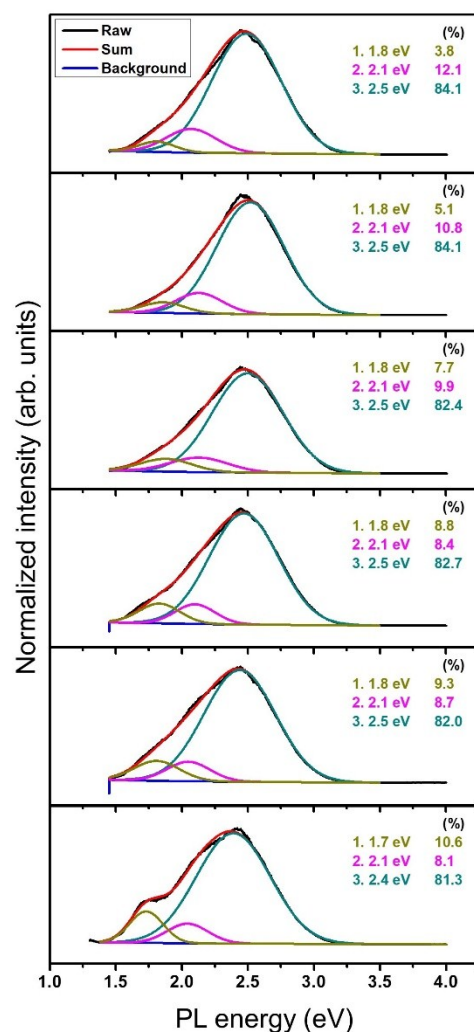 Raw
Sum
Background
(%)
1. 1.8 eV 3.8
2. 2.1 eV 12.1
3. 2.5 eV 84.1
(%)
1. 1.8 eV 5.1
2. 2.1 eV 10.8
3. 2.5 eV 84.1
(%)
1. 1.8 eV 7.7
2. 2.1 eV 9.9
3. 2.5 eV 82.4
(%)
1. 1.8 eV 8.8
2. 2.1 eV 8.4
3. 2.5 eV 82.7
(%)
1. 1.8 eV 9.3
2. 2.1 eV 8.7
3. 2.5 eV 82.0
(%)
1. 1.7 eV 10.6
2. 2.1 eV 8.1
3. 2.4 eV 81.3
Normalized intensity (arb. units)
1.0 1.5 2.0 2.5 3.0 3.5 4.0
PL energy (eV)